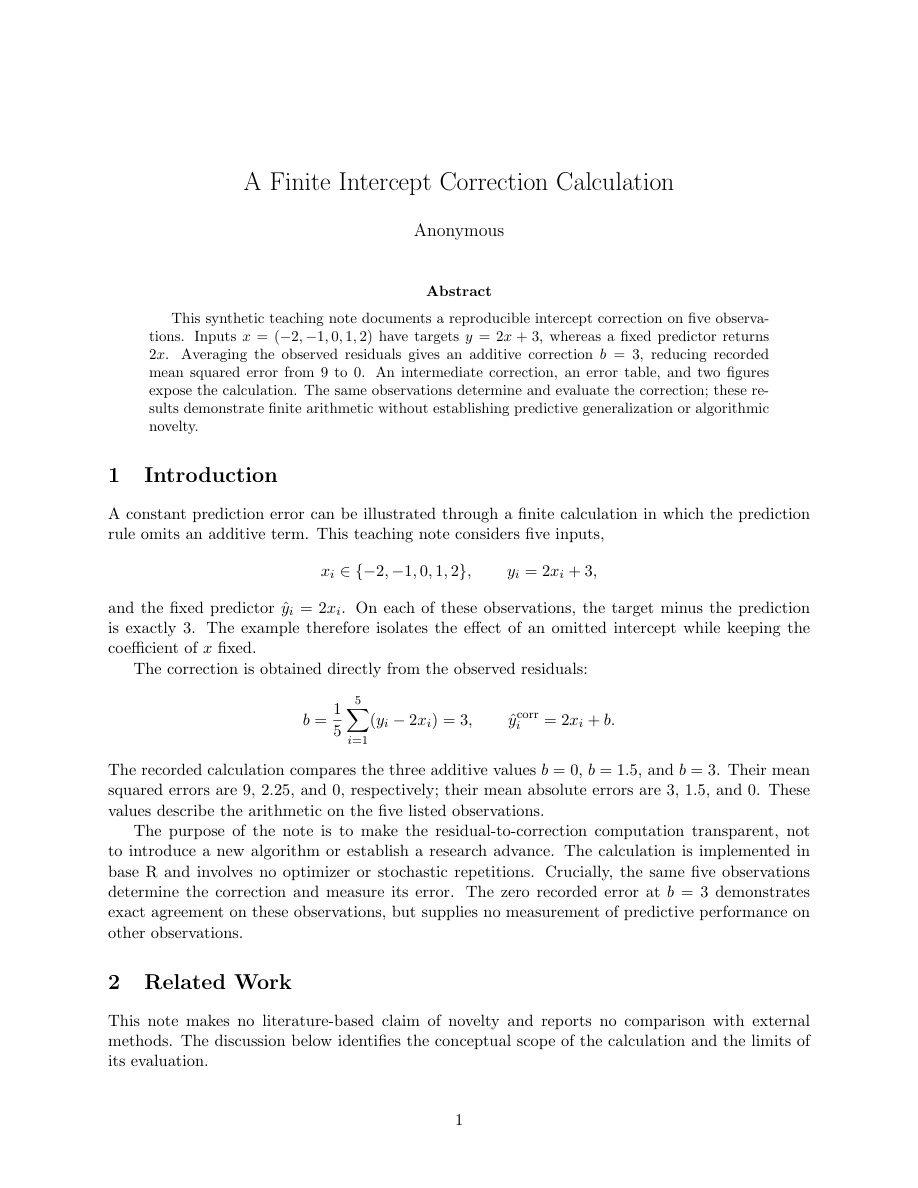 A Finite Intercept Correction Calculation
Anonymous
Abstract
This synthetic teaching note documents a reproducible intercept correction on five observa-
tions. Inputs x = (−2, −1, 0, 1, 2) have targets y = 2x + 3, whereas a fixed predictor returns
2x. Averaging the observed residuals gives an additive correction b = 3, reducing recorded
mean squared error from 9 to 0. An intermediate correction, an error table, and two figures
expose the calculation. The same observations determine and evaluate the correction; these re-
sults demonstrate finite arithmetic without establishing predictive generalization or algorithmic
novelty.
1 Introduction
A constant prediction error can be illustrated through a finite calculation in which the prediction
rule omits an additive term. This teaching note considers five inputs,
xᵢ ∈ {−2, −1, 0, 1, 2}, yᵢ = 2xᵢ + 3,
and the fixed predictor ŷᵢ = 2xᵢ. On each of these observations, the target minus the prediction
is exactly 3. The example therefore isolates the effect of an omitted intercept while keeping the
coefficient of x fixed.
The correction is obtained directly from the observed residuals:
b = \frac{1}{5} \sum_{i=1}^{5} (yᵢ − 2xᵢ) = 3, ŷᵢ^{corr} = 2xᵢ + b.
The recorded calculation compares the three additive values b = 0, b = 1.5, and b = 3. Their mean
squared errors are 9, 2.25, and 0, respectively; their mean absolute errors are 3, 1.5, and 0. These
values describe the arithmetic on the five listed observations.
The purpose of the note is to make the residual-to-correction computation transparent, not
to introduce a new algorithm or establish a research advance. The calculation is implemented in
base R and involves no optimizer or stochastic repetitions. Crucially, the same five observations
determine the correction and measure its error. The zero recorded error at b = 3 demonstrates
exact agreement on these observations, but supplies no measurement of predictive performance on
other observations.
2 Related Work
This note makes no literature-based claim of novelty and reports no comparison with external
methods. The discussion below identifies the conceptual scope of the calculation and the limits of
its evaluation.
1